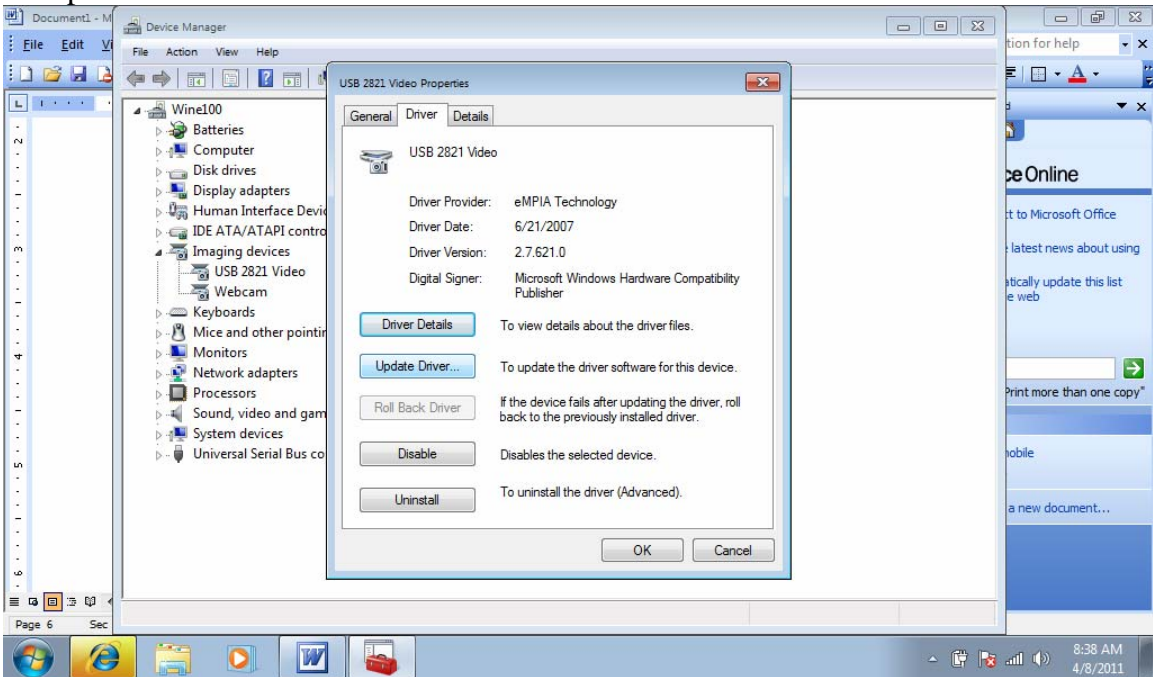 Document1 - M
File Edit Vi
Device Manager
File Action View Help
Wine100
Batteries
Computer
Disk drives
Display adapters
Human Interface Devic
IDE ATA/ATAPI contro
Imaging devices
USB 2821 Video
Webcam
Keyboards
Mice and other pointin
Monitors
Network adapters
Processors
Sound, video and gam
System devices
Universal Serial Bus co
USB 2821 Video Properties
General Driver Details
USB 2821 Video
Driver Provider: eMPIA Technology
Driver Date: 6/21/2007
Driver Version: 2.7.621.0
Digital Signer: Microsoft Windows Hardware Compatibility
Publisher
Driver Details To view details about the driver files.
Update Driver... To update the driver software for this device.
Roll Back Driver If the device fails after updating the driver, roll
back to the previously installed driver.
Disable Disables the selected device.
Uninstall To uninstall the driver (Advanced).
OK Cancel
tion for help
A
ce Online
ct to Microsoft Office
latest news about using
atically update this list
e web
Print more than one copy"
obile
a new document...
L
2
3
4
5
6
Page 6 Sec
8:38 AM
4/8/2011